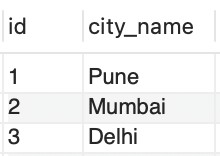 id city_name
1 Pune
2 Mumbai
3 Delhi